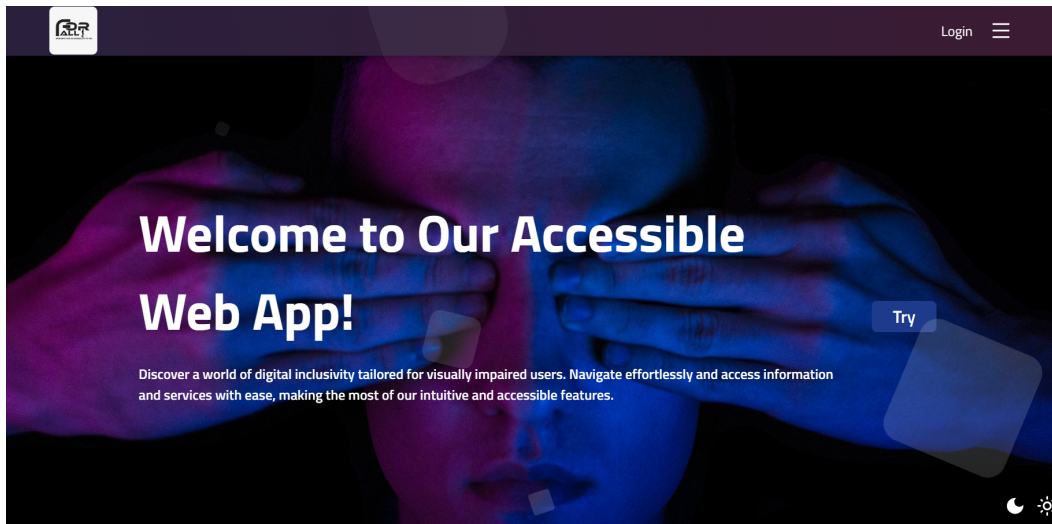 Login
Welcome to Our Accessible
Web App!
Try
Discover a world of digital inclusivity tailored for visually impaired users. Navigate effortlessly and access information
and services with ease, making the most of our intuitive and accessible features.